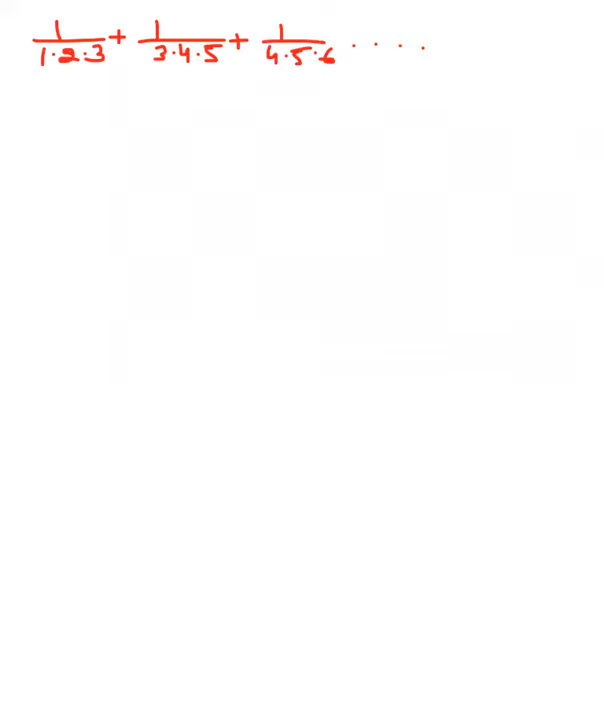 1/(1·2·3) + 1/(3·4·5) + 1/(4·5·6) ....